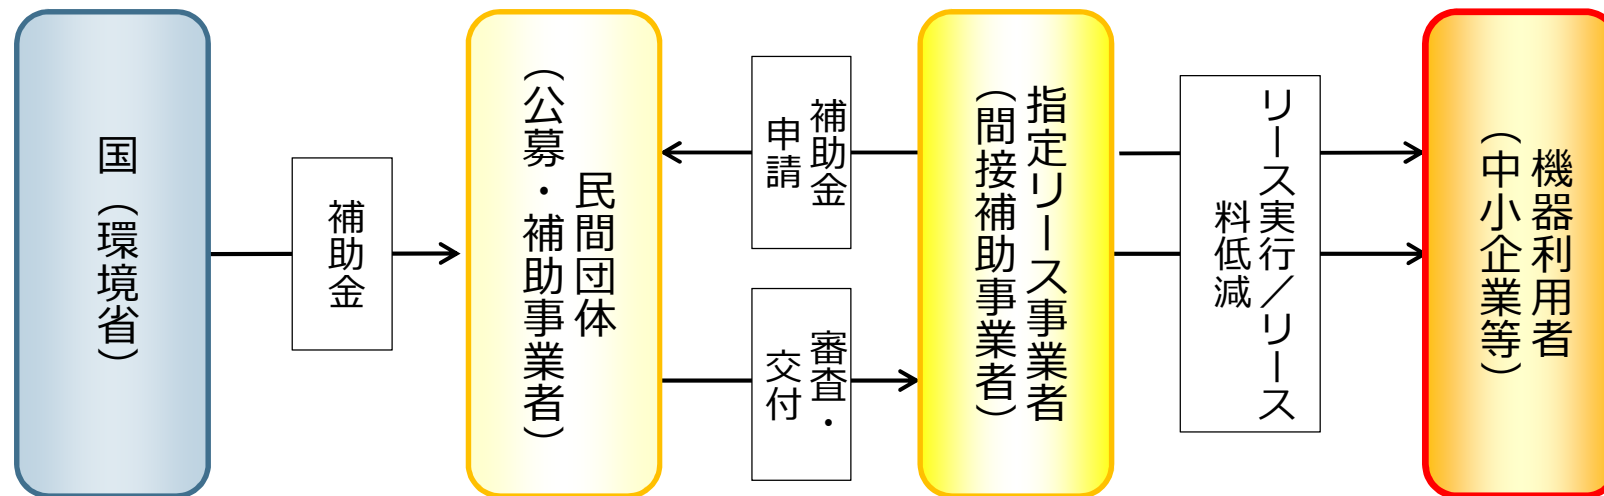 国（環境省）
補助金
民間団体
（公募・補助事業者）
補助金
申請
審査・
交付
指定リース事業者
（間接補助事業者）
リース実行／リース
料低減
機器利用者
（中小企業等）